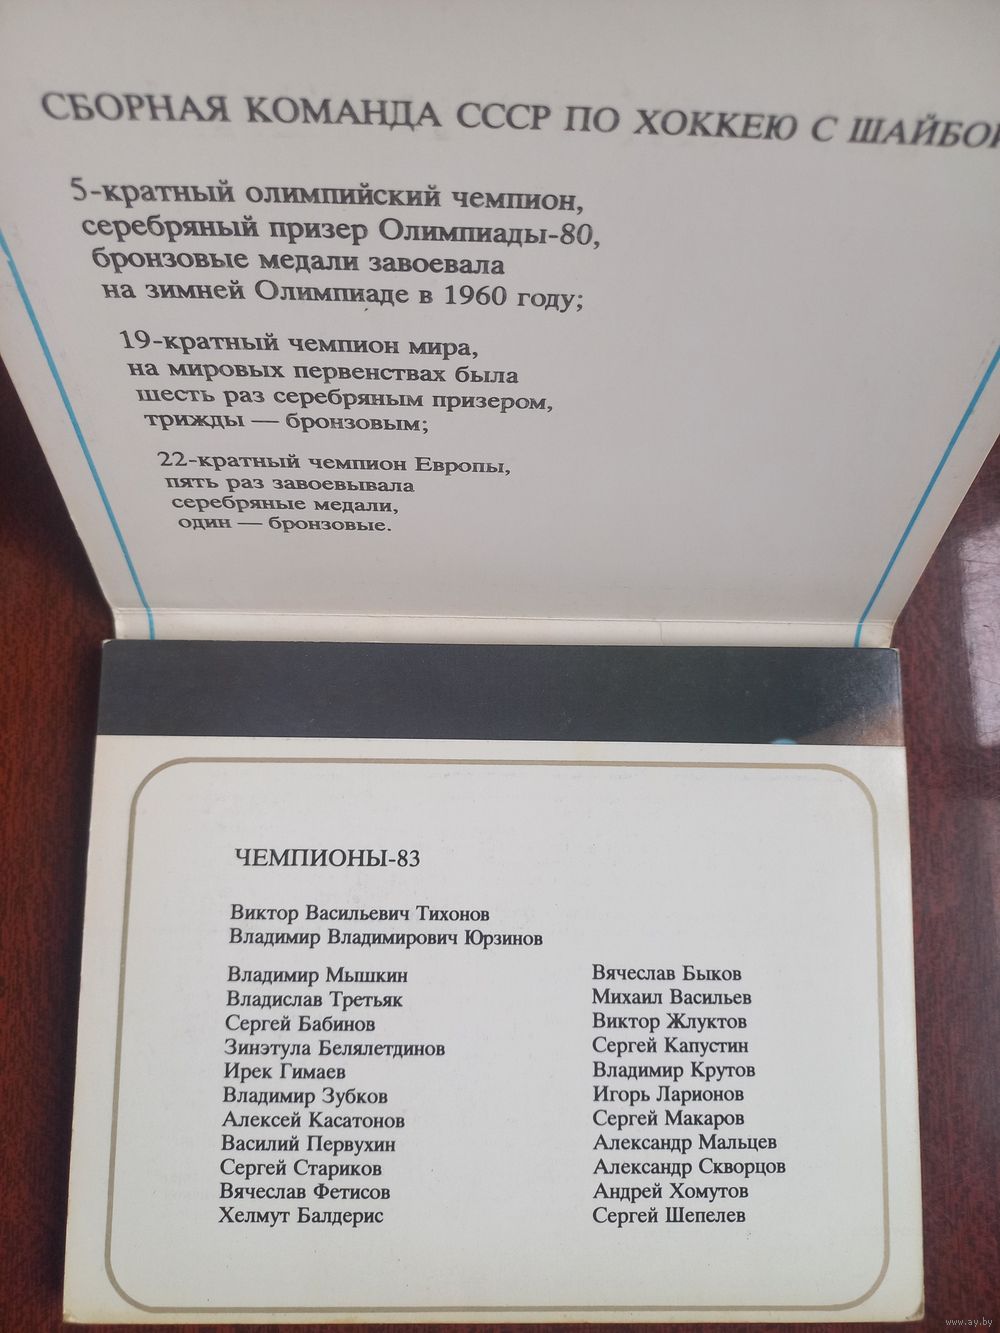 СБОРНАЯ КОМАНДА СССР ПО ХОККЕЮ С ШАЙБОЙ
5-кратный олимпийский чемпион,
серебряный призер Олимпиады-80,
бронзовые медали завоевала
на зимней Олимпиаде в 1960 году;
19-кратный чемпион мира,
на мировых первенствах была
шесть раз серебряным призером,
трижды — бронзовым;
22-кратный чемпион Европы,
пять раз завоевывала
серебряные медали,
один — бронзовые.
ЧЕМПИОНЫ-83
Виктор Васильевич Тихонов
Владимир Владимирович Юрзинов
Владимир Мышкин
Владислав Третьяк
Сергей Бабинов
Зинэтула Белялетдинов
Ирек Гимаев
Владимир Зубков
Алексей Касатонов
Василий Первухин
Сергей Стариков
Вячеслав Фетисов
Хелмут Балдерис
Вячеслав Быков
Михаил Васильев
Виктор Жлуктов
Сергей Капустин
Владимир Крутов
Игорь Ларионов
Сергей Макаров
Александр Мальцев
Александр Скворцов
Андрей Хомутов
Сергей Шепелев
www.ay.by